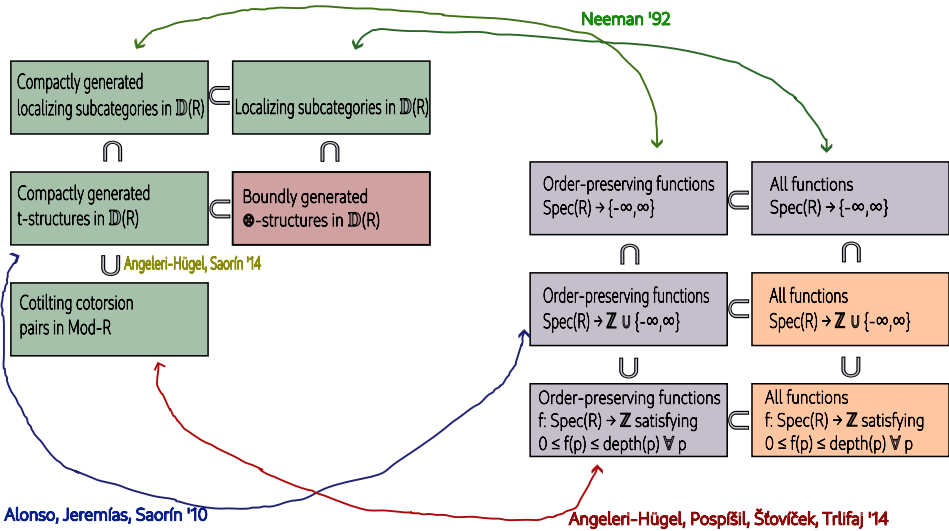 Neeman '92
Compactly generated
localizing subcategories in 𝔻(R)
⊂
Localizing subcategories in 𝔻(R)
∩
∩
Compactly generated
t-structures in 𝔻(R)
⊂
Boundly generated
⊗-structures in 𝔻(R)
∪
Angeleri-Hügel, Saorín '14
Cotilting cotorsion
pairs in Mod-R
Order-preserving functions
Spec(R) → {-∞,∞}
⊂
All functions
Spec(R) → {-∞,∞}
∩
∩
Order-preserving functions
Spec(R) → ℤ ∪ {-∞,∞}
⊂
All functions
Spec(R) → ℤ ∪ {-∞,∞}
∪
∪
Order-preserving functions
f: Spec(R) → ℤ satisfying
0 ≤ f(p) ≤ depth(p) ∀ p
⊂
All functions
f: Spec(R) → ℤ satisfying
0 ≤ f(p) ≤ depth(p) ∀ p
Alonso, Jeremías, Saorín '10
Angeleri-Hügel, Pospíšil, Šťovíček, Trlifaj '14